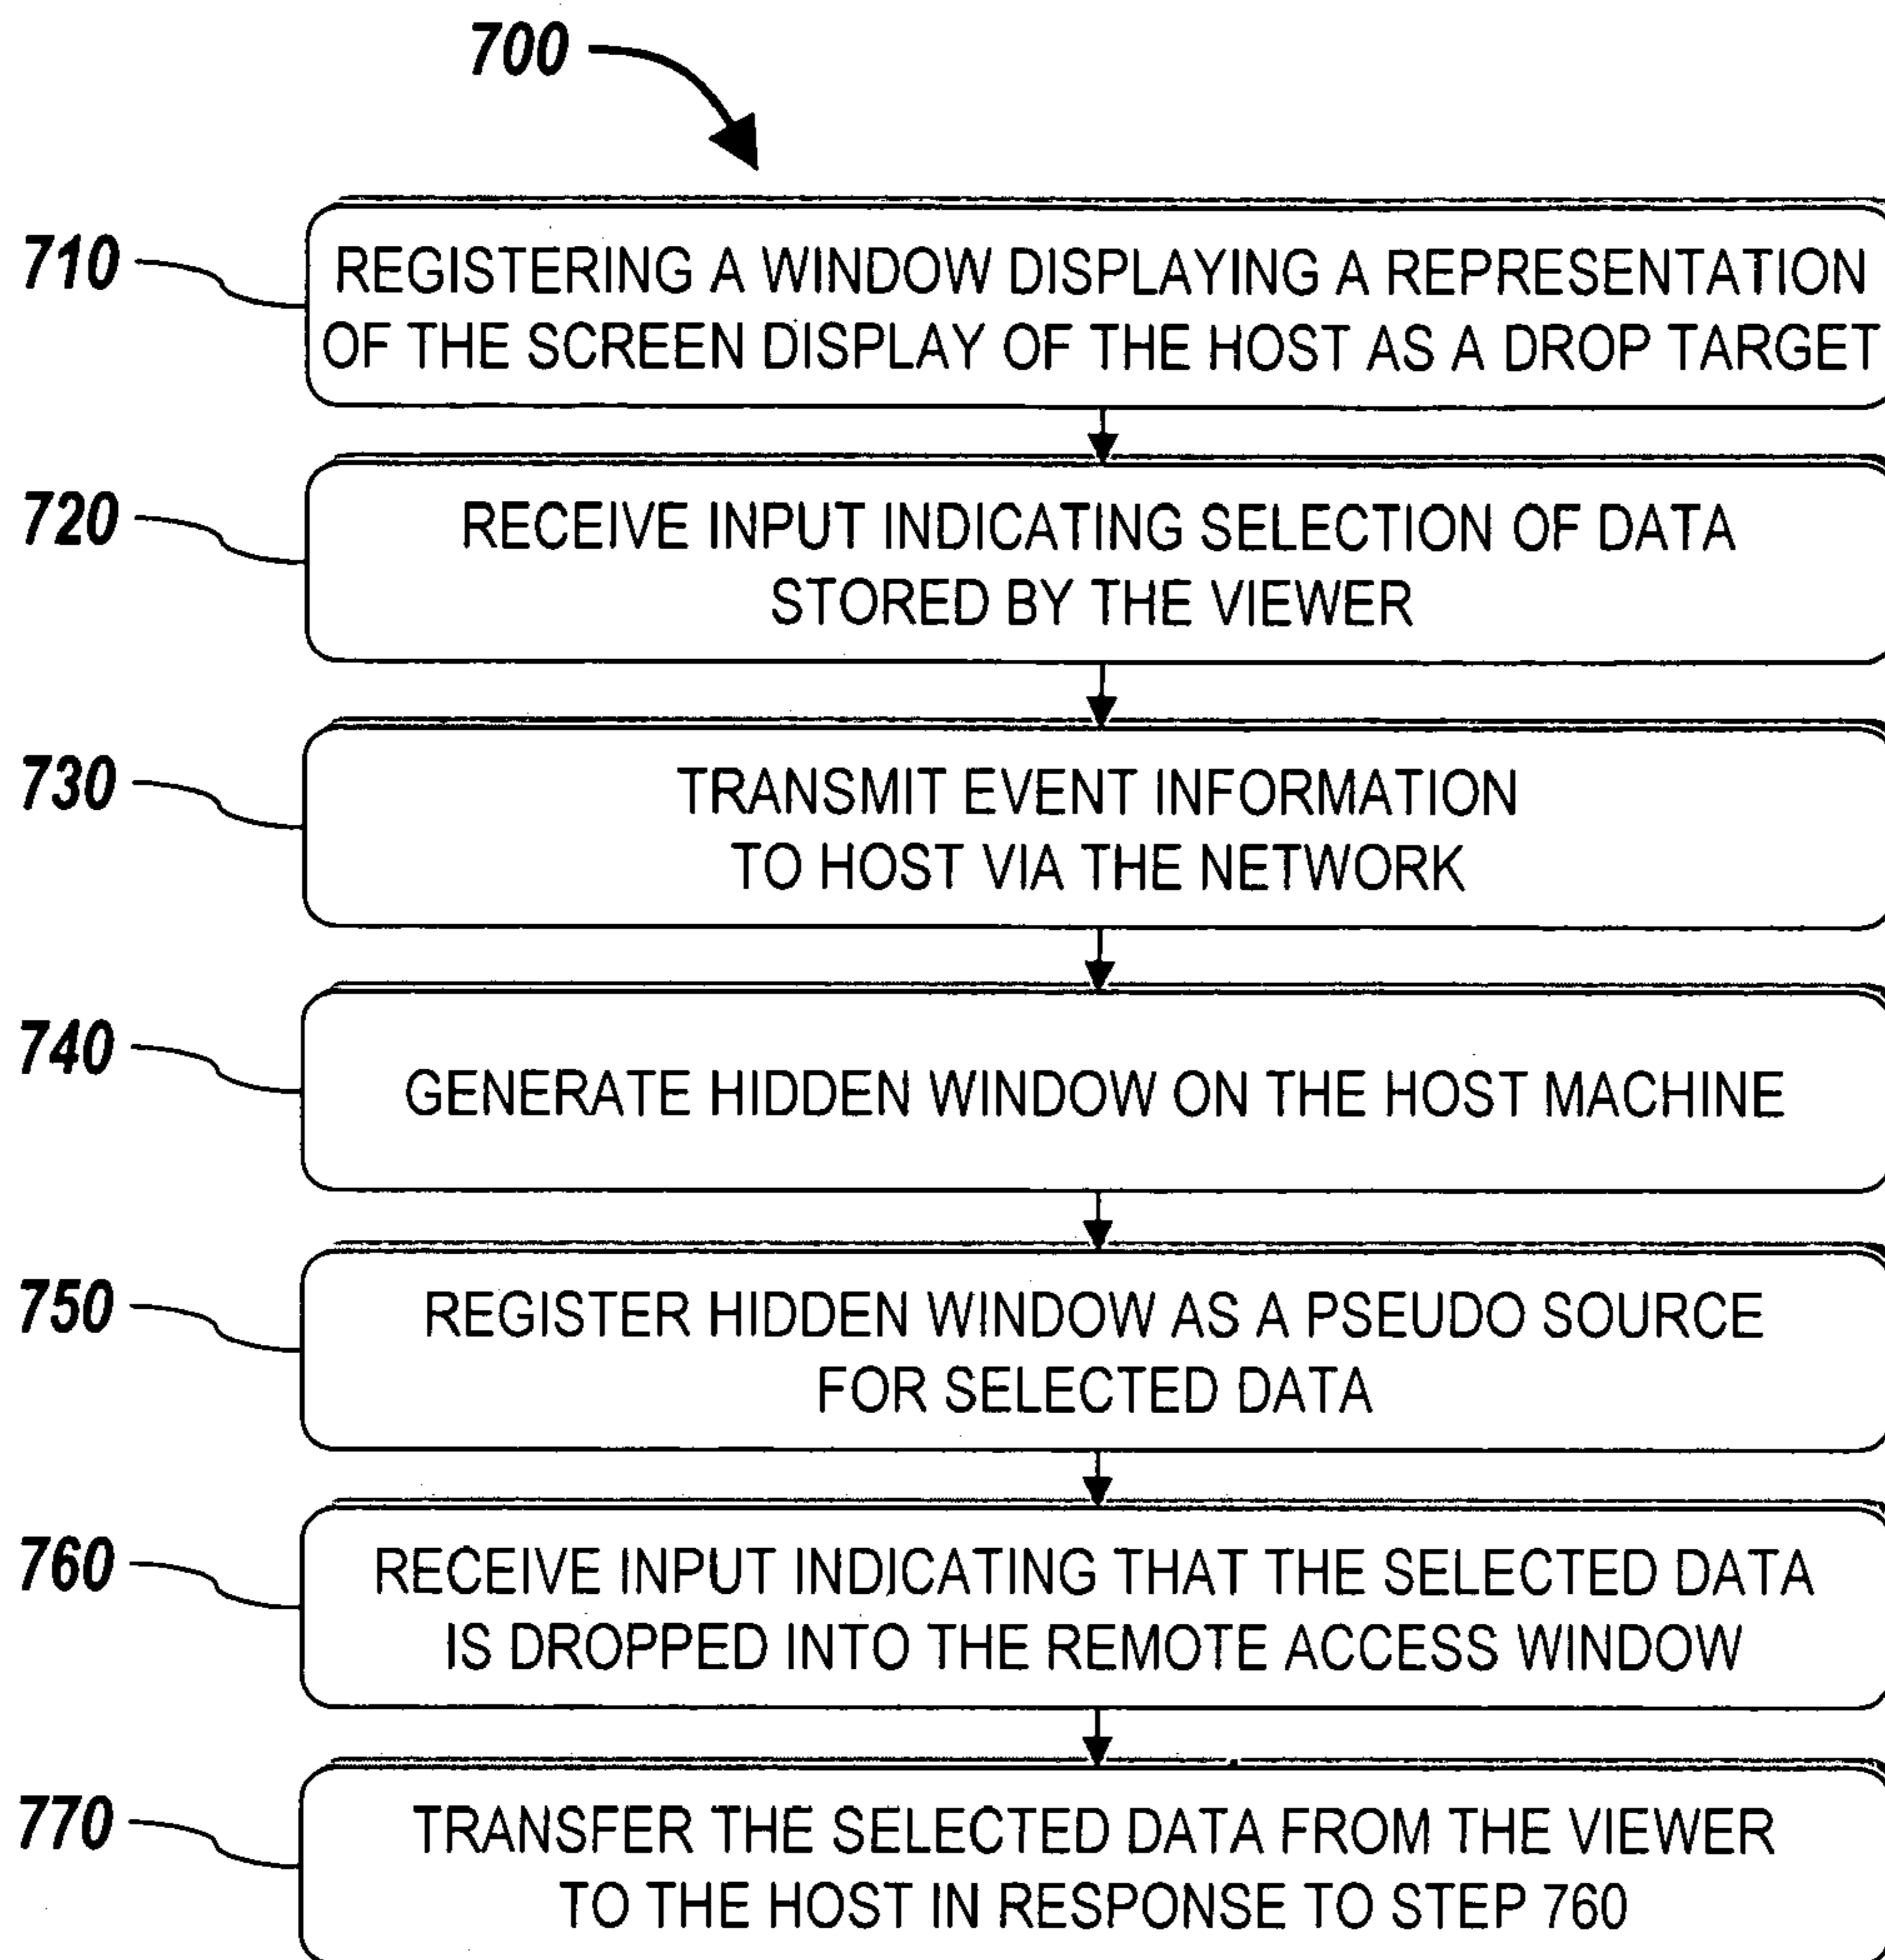 700
710
REGISTERING A WINDOW DISPLAYING A REPRESENTATION
OF THE SCREEN DISPLAY OF THE HOST AS A DROP TARGET
720
RECEIVE INPUT INDICATING SELECTION OF DATA
STORED BY THE VIEWER
730
TRANSMIT EVENT INFORMATION
TO HOST VIA THE NETWORK
740
GENERATE HIDDEN WINDOW ON THE HOST MACHINE
750
REGISTER HIDDEN WINDOW AS A PSEUDO SOURCE
FOR SELECTED DATA
760
RECEIVE INPUT INDICATING THAT THE SELECTED DATA
IS DROPPED INTO THE REMOTE ACCESS WINDOW
770
TRANSFER THE SELECTED DATA FROM THE VIEWER
TO THE HOST IN RESPONSE TO STEP 760